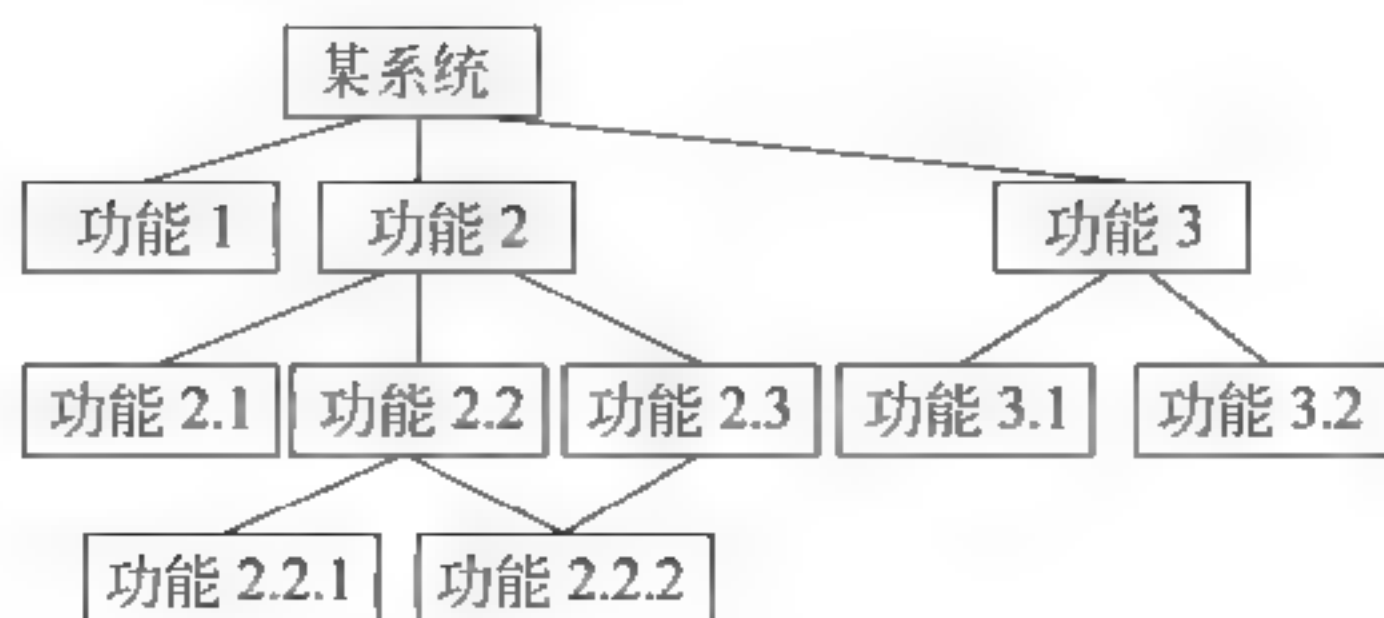 某系统
功能 1
功能 2
功能 3
功能 2.1
功能 2.2
功能 2.3
功能 3.1
功能 3.2
功能 2.2.1
功能 2.2.2